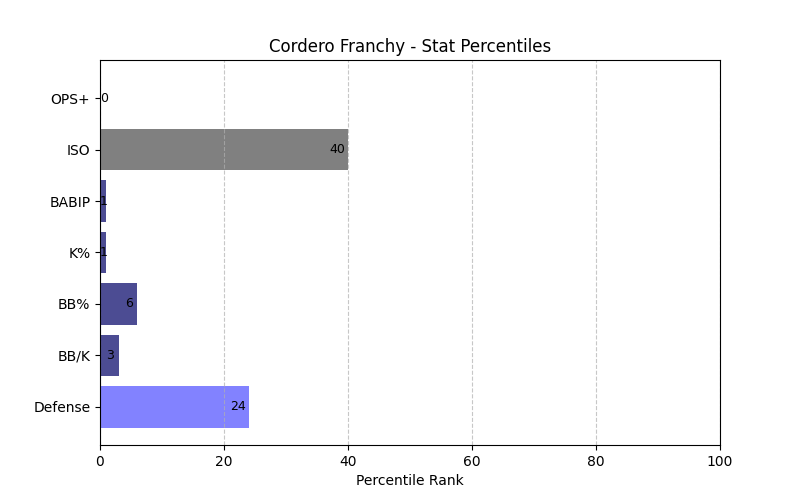 Cordero Franchy - Stat Percentiles
OPS+ 0
ISO 40
BABIP 1
K% 1
BB% 6
BB/K 3
Defense 24
0 20 40 60 80 100
Percentile Rank